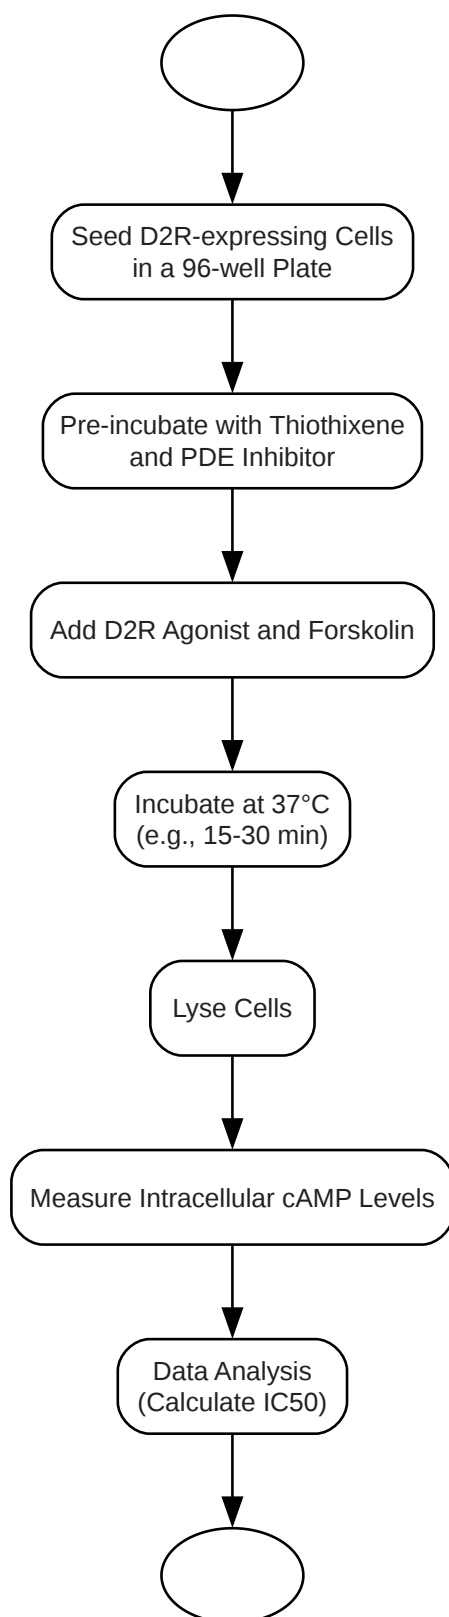 Seed D2R-expressing Cells
in a 96-well Plate
Pre-incubate with Thiothixene
and PDE Inhibitor
Add D2R Agonist and Forskolin
Incubate at 37°C
(e.g., 15-30 min)
Lyse Cells
Measure Intracellular cAMP Levels
Data Analysis
(Calculate IC50)